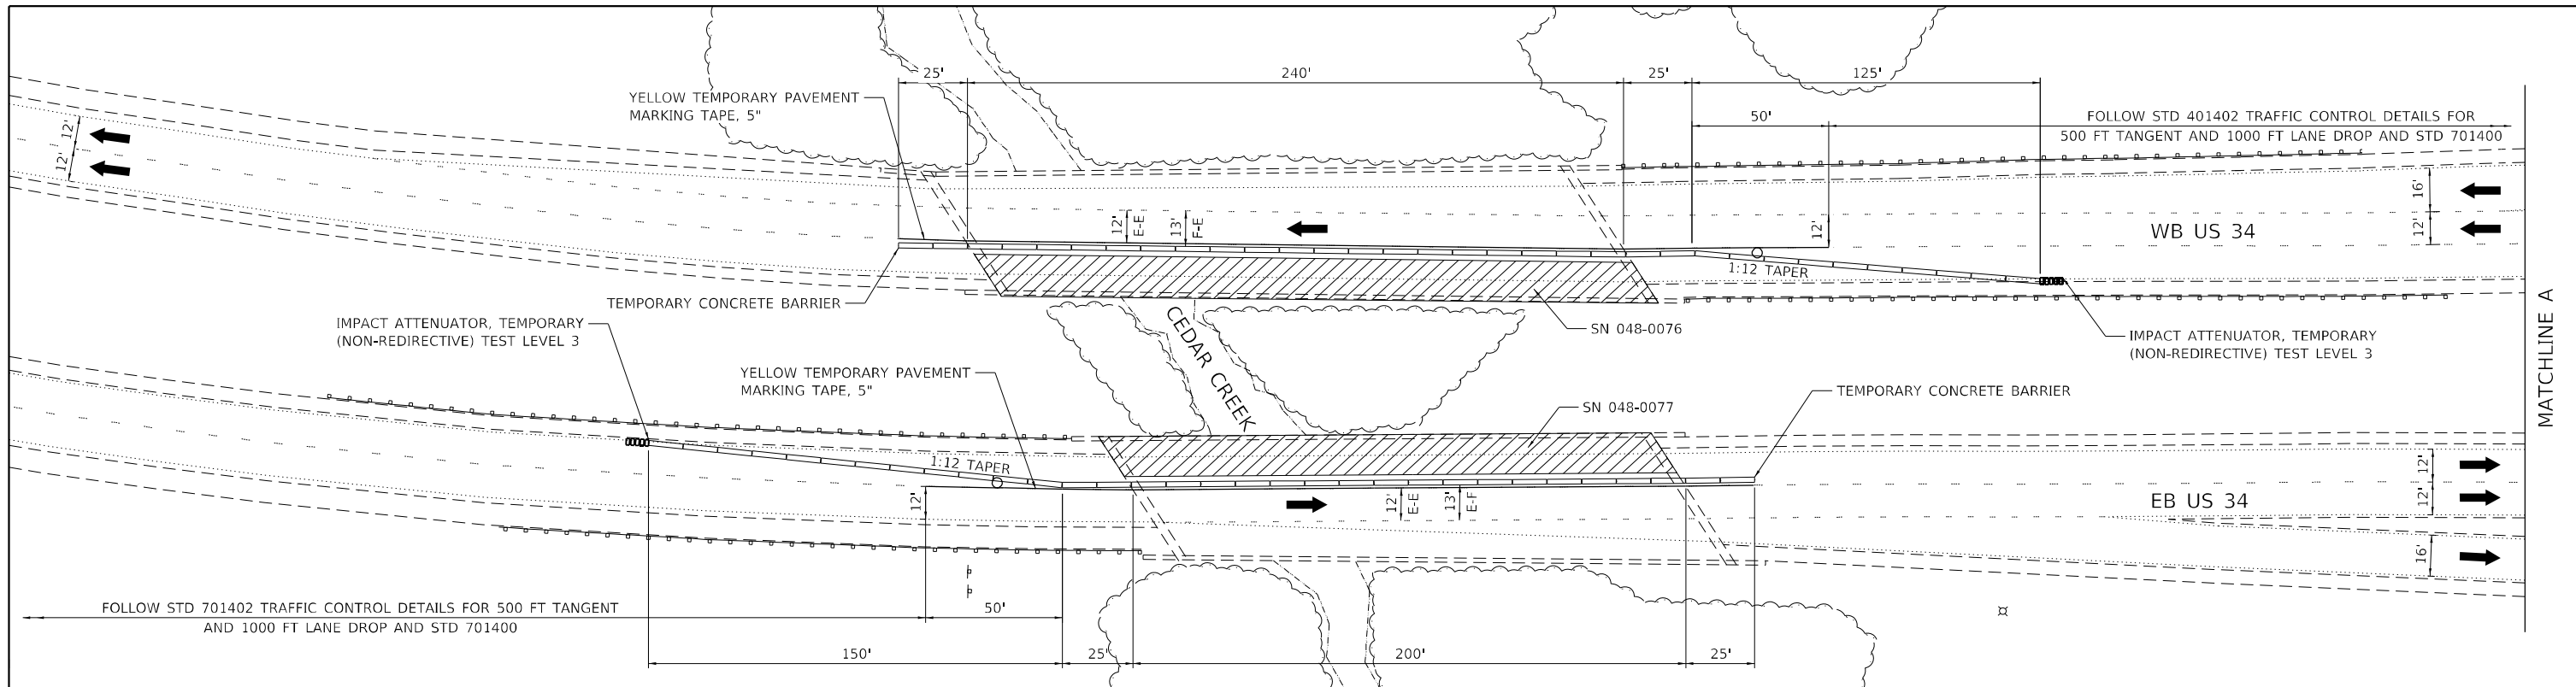 25'
240'
25'
125'
YELLOW TEMPORARY PAVEMENT
MARKING TAPE, 5"
50'
FOLLOW STD 401402 TRAFFIC CONTROL DETAILS FOR
500 FT TANGENT AND 1000 FT LANE DROP AND STD 701400
12'
12'
12'
E-E
13'
F-E
12'
16'
12'
WB US 34
1:12 TAPER
TEMPORARY CONCRETE BARRIER
SN 048-0076
IMPACT ATTENUATOR, TEMPORARY
(NON-REDIRECTIVE) TEST LEVEL 3
IMPACT ATTENUATOR, TEMPORARY
(NON-REDIRECTIVE) TEST LEVEL 3
CEDAR CREEK
MATCHLINE A
YELLOW TEMPORARY PAVEMENT
MARKING TAPE, 5"
TEMPORARY CONCRETE BARRIER
SN 048-0077
1:12 TAPER
12'
12'
E-E
13'
E-F
12'
12'
EB US 34
16'
FOLLOW STD 701402 TRAFFIC CONTROL DETAILS FOR 500 FT TANGENT
AND 1000 FT LANE DROP AND STD 701400
50'
150'
25'
200'
25'